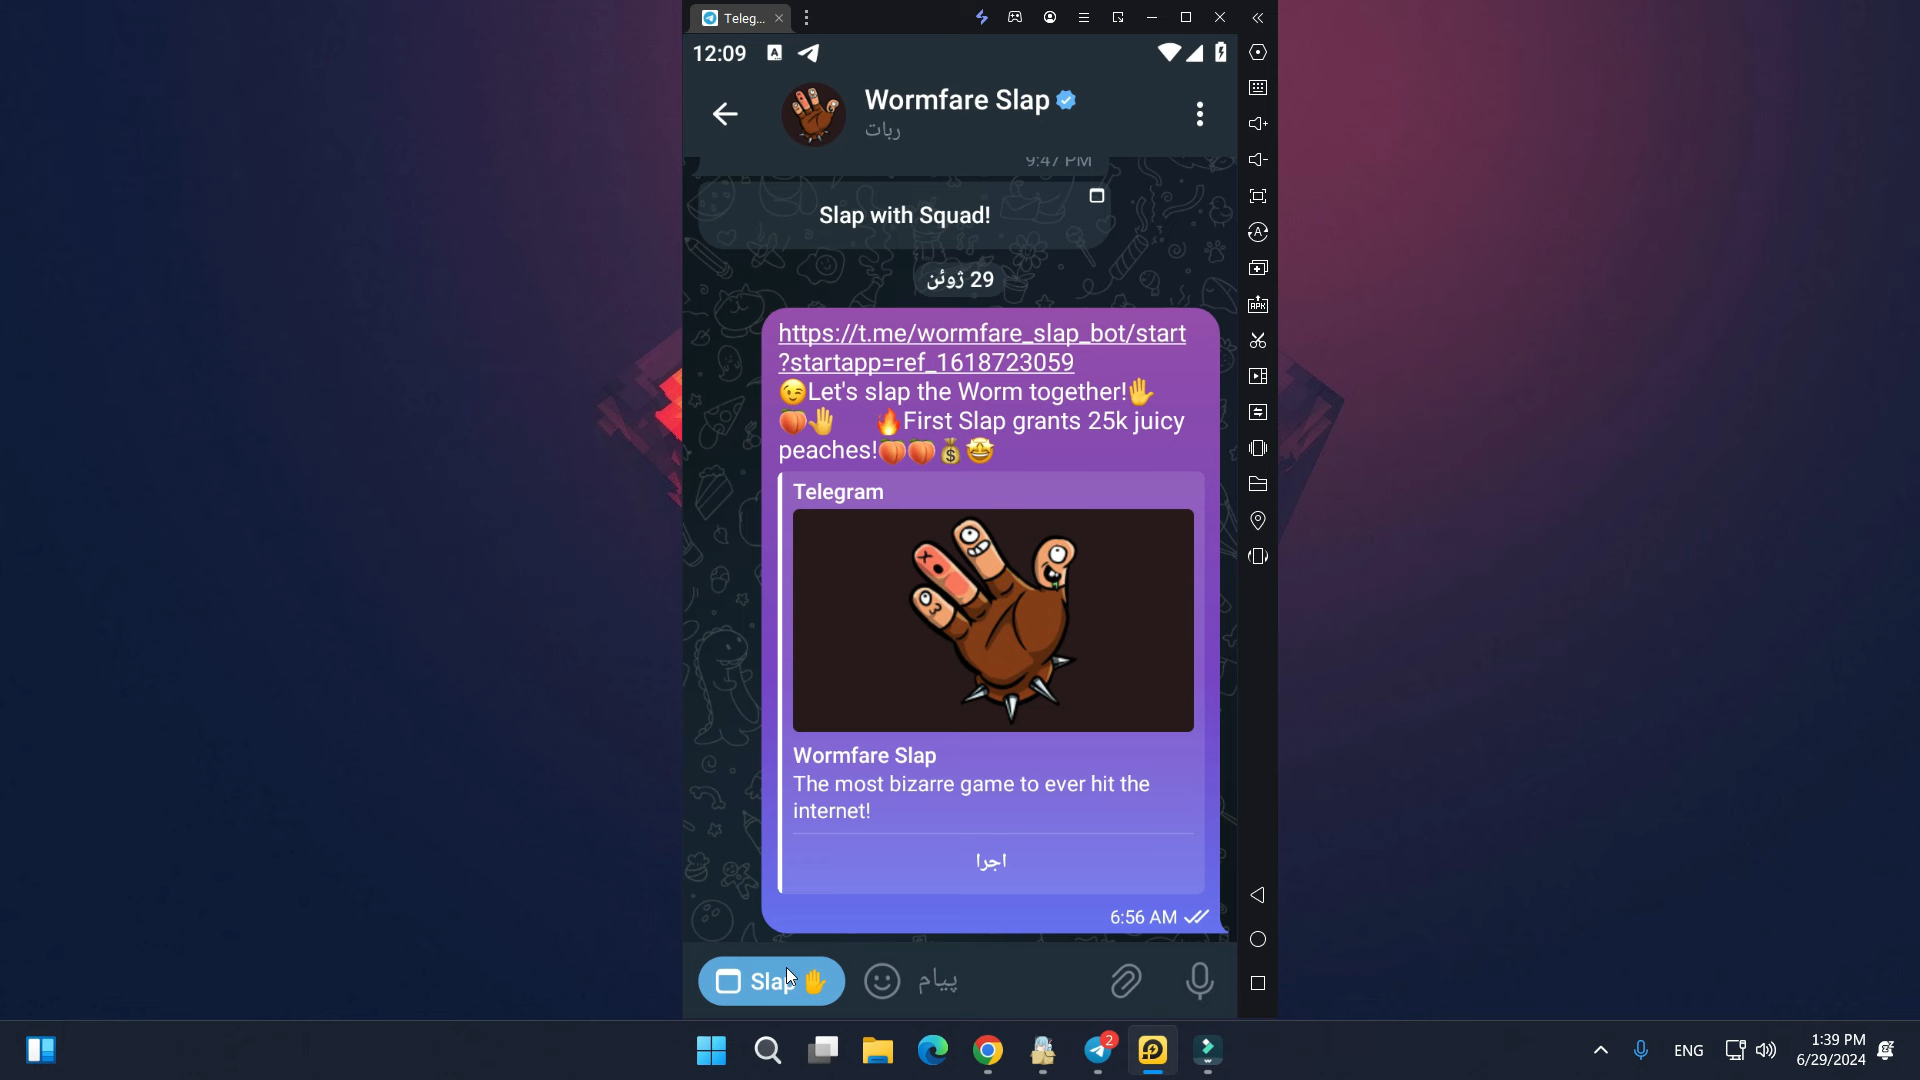 Teleg...
12:09
Wormfare Slap
ربات
9:47 PM
Slap with Squad!
29 ژوئن
https://t.me/wormfare_slap_bot/start
?startapp=ref_1618723059
😉Let's slap the Worm together!🖐
🍑🤚 🔥First Slap grants 25k juicy
peaches!🍑🍑💰🤩
Telegram
Wormfare Slap
The most bizarre game to ever hit the
internet!
اجرا
6:56 AM
Slap 🖐
پیام
2
ENG
1:39 PM
6/29/2024